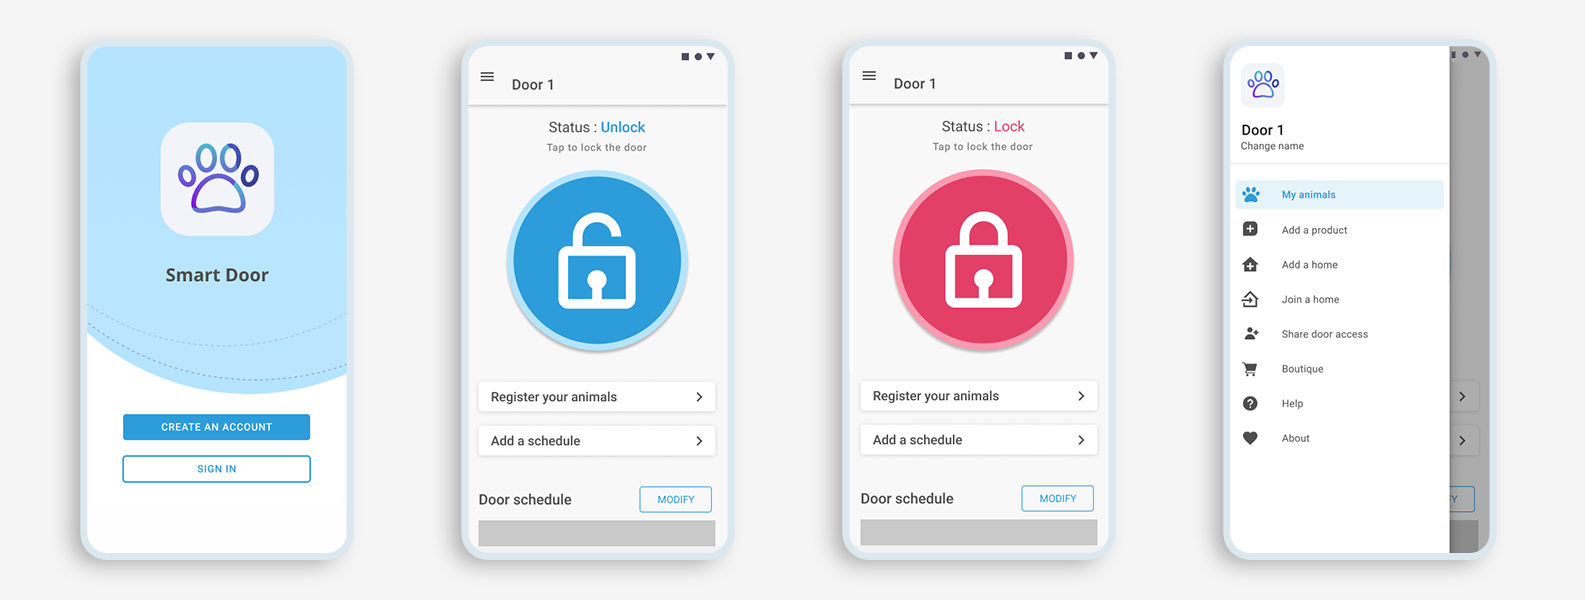 Smart Door
CREATE AN ACCOUNT
SIGN IN
Door 1
Status : Unlock
Tap to lock the door
Register your animals
Add a schedule
Door schedule
MODIFY
Door 1
Status : Lock
Tap to lock the door
Register your animals
Add a schedule
Door schedule
MODIFY
Door 1
Change name
My animals
Add a product
Add a home
Join a home
Share door access
Boutique
Help
About
FY